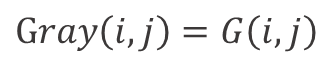 Gray(i,j) = G(i,j)